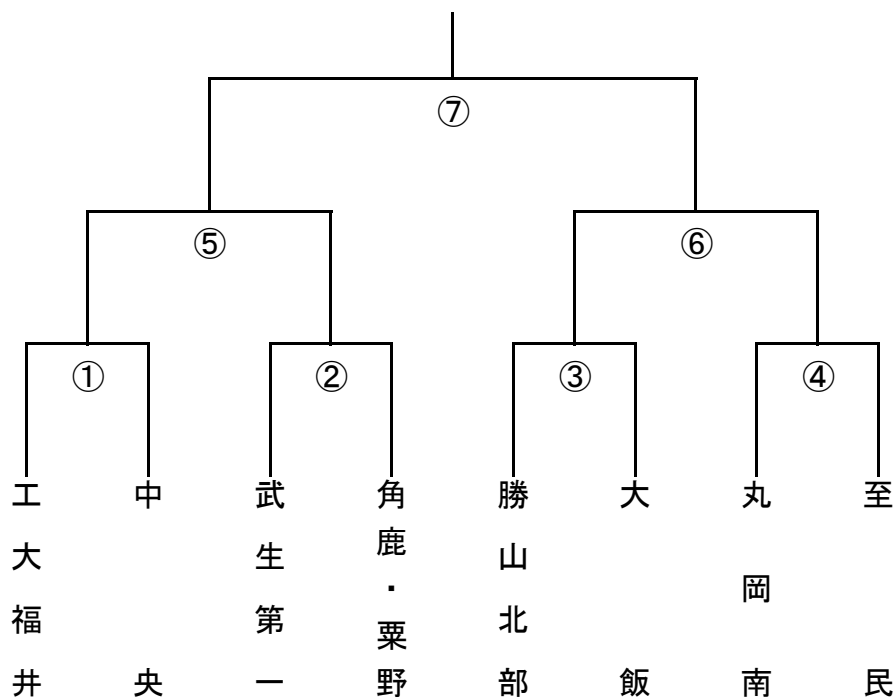 ⑦
⑤
⑥
①
②
③
④
工大福井
中央
武生第一
角鹿・粟野
勝山北部
大飯
丸岡南
至民